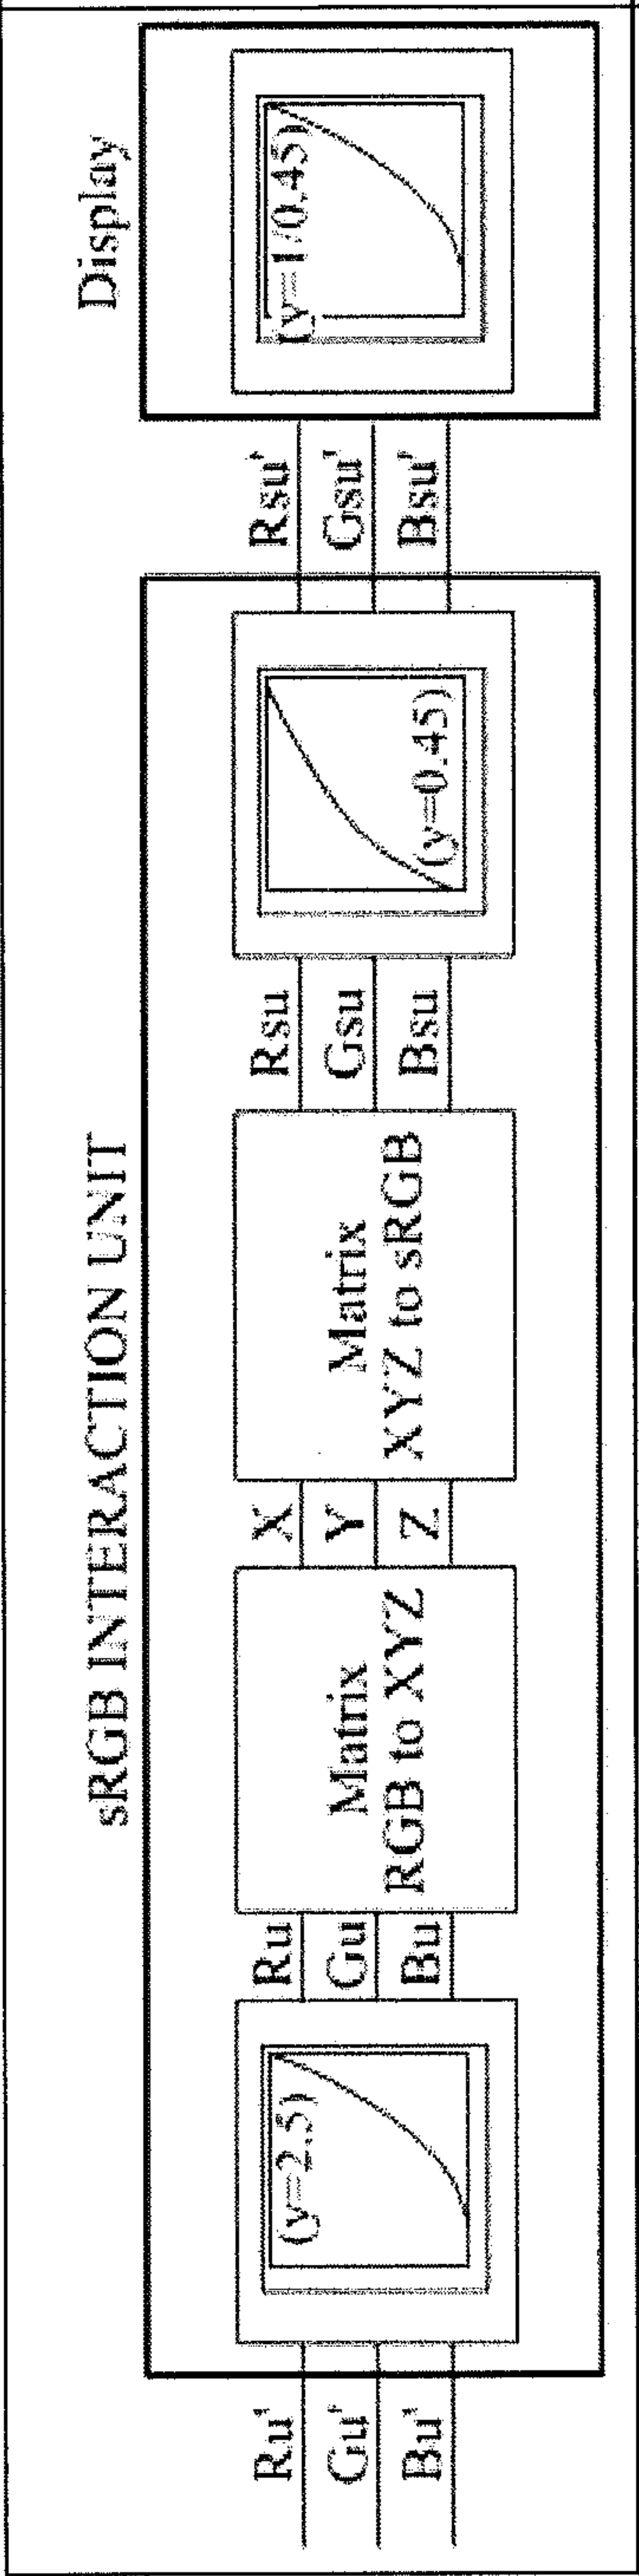 sRGB INTERACTION UNIT
Display
Ru'
Gu'
Bu'
(γ=2.5)
Ru
Gu
Bu
Matrix
RGB to XYZ
X
Y
Z
Matrix
XYZ to sRGB
Rsu
Gsu
Bsu
(γ=0.45)
Rsu'
Gsu'
Bsu'
(γ=1/0.45)